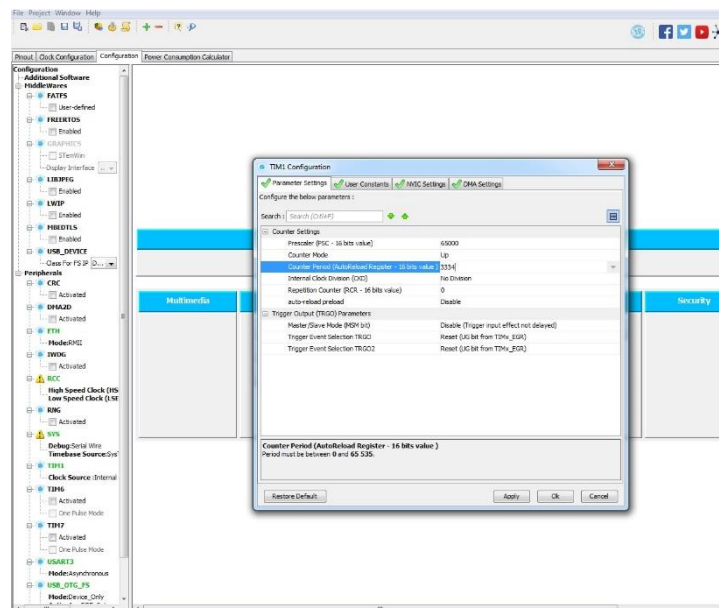 File Project Window Help
Pinout Clock Configuration Configuration Power Consumption Calculator
Configuration
Additional Software
MiddleWares
FATFS
User-defined
FREERTOS
Enabled
GRAPHICS
STemWin
Display Interface
LIBJPEG
Enabled
LWIP
Enabled
MBEDTLS
Enabled
USB_DEVICE
Class For FS IP D...
Peripherals
CRC
Activated
DMA2D
Activated
ETH
Mode:RMII
IWDG
Activated
RCC
High Speed Clock (HS
Low Speed Clock (LSE
RNG
Activated
SYS
Debug:Serial Wire
Timebase Source:Sys
TIM1
Clock Source :Internal
TIM6
Activated
One Pulse Mode
TIM7
Activated
One Pulse Mode
USART3
Mode:Asynchronous
USB_OTG_FS
Mode:Device_Only
Multimedia
Security
TIM1 Configuration
Parameter Settings User Constants NVIC Settings DMA Settings
Configure the below parameters :
Search : Search (Ctrl+F)
Counter Settings
Prescaler (PSC - 16 bits value) 65000
Counter Mode Up
Counter Period (AutoReload Register - 16 bits value ) 3334
Internal Clock Division (CKD) No Division
Repetition Counter (RCR - 16 bits value) 0
auto-reload preload Disable
Trigger Output (TRGO) Parameters
Master/Slave Mode (MSM bit) Disable (Trigger input effect not delayed)
Trigger Event Selection TRGO Reset (UG bit from TIMx_EGR)
Trigger Event Selection TRGO2 Reset (UG bit from TIMx_EGR)
Counter Period (AutoReload Register - 16 bits value )
Period must be between 0 and 65 535.
Restore Default Apply Ok Cancel